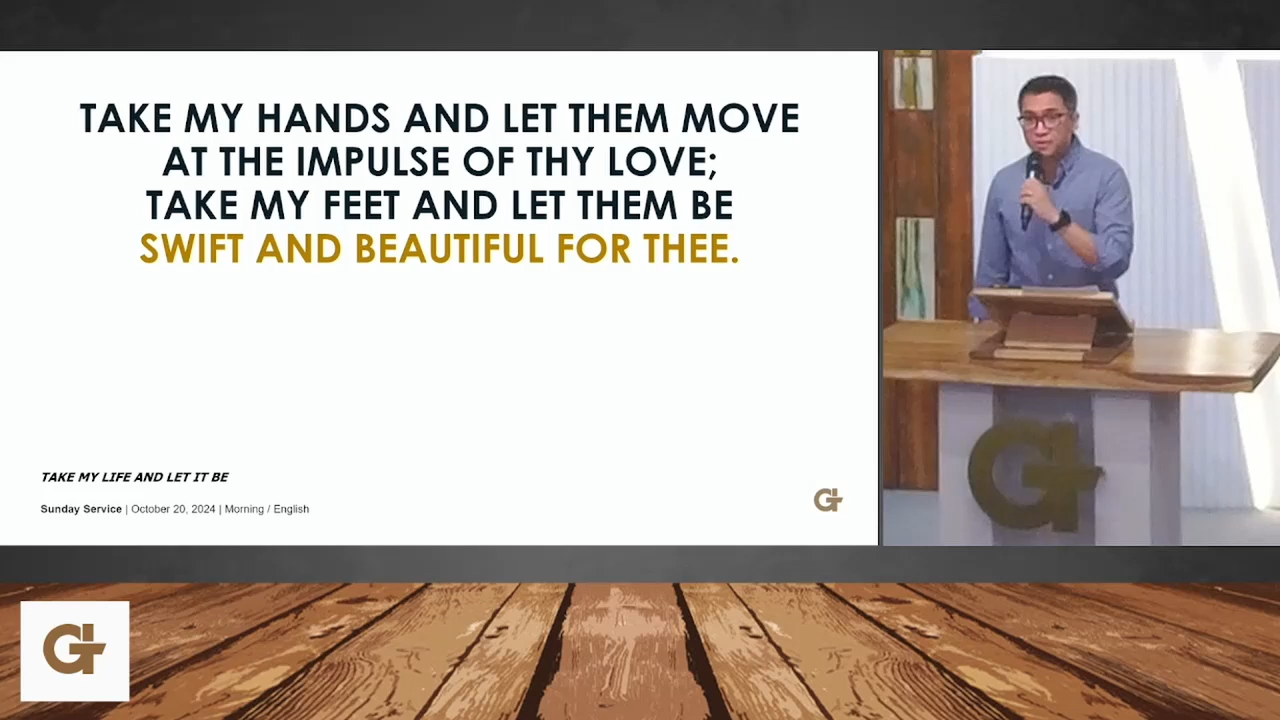 TAKE MY HANDS AND LET THEM MOVE
AT THE IMPULSE OF THY LOVE;
TAKE MY FEET AND LET THEM BE
SWIFT AND BEAUTIFUL FOR THEE.
TAKE MY LIFE AND LET IT BE
Sunday Service | October 20, 2024 | Morning / English